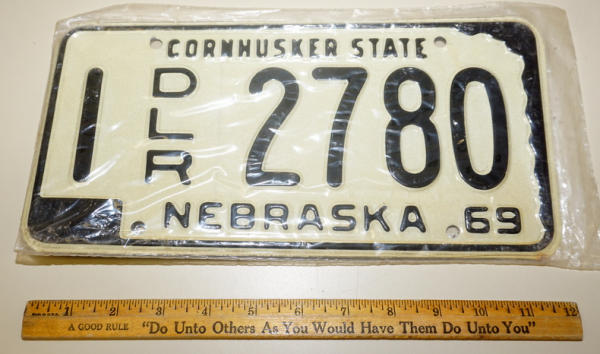 CORNHUSKER STATE
1 DLR 2780
NEBRASKA 69
1 2 3 4 5 6 7 8 9 10 11 12
A GOOD RULE "Do Unto Others As You Would Have Them Do Unto You"